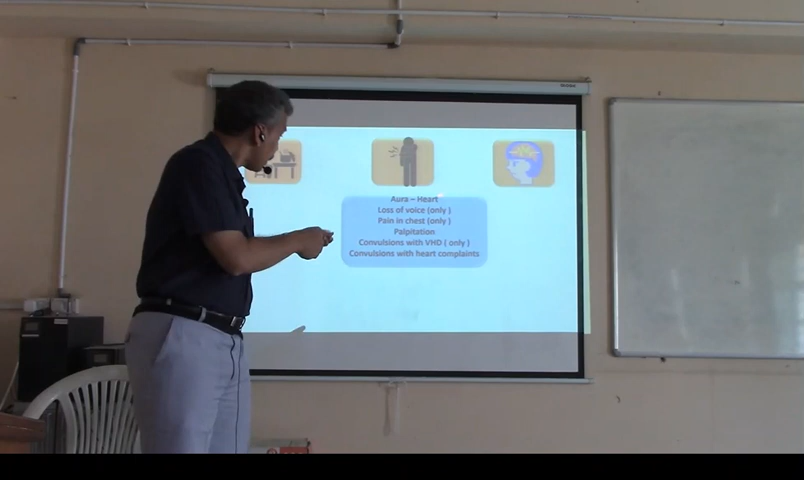 Aura – Heart
Loss of voice (only )
Pain in chest (only )
Palpitation
Convulsions with VHD ( only )
Convulsions with heart complaints